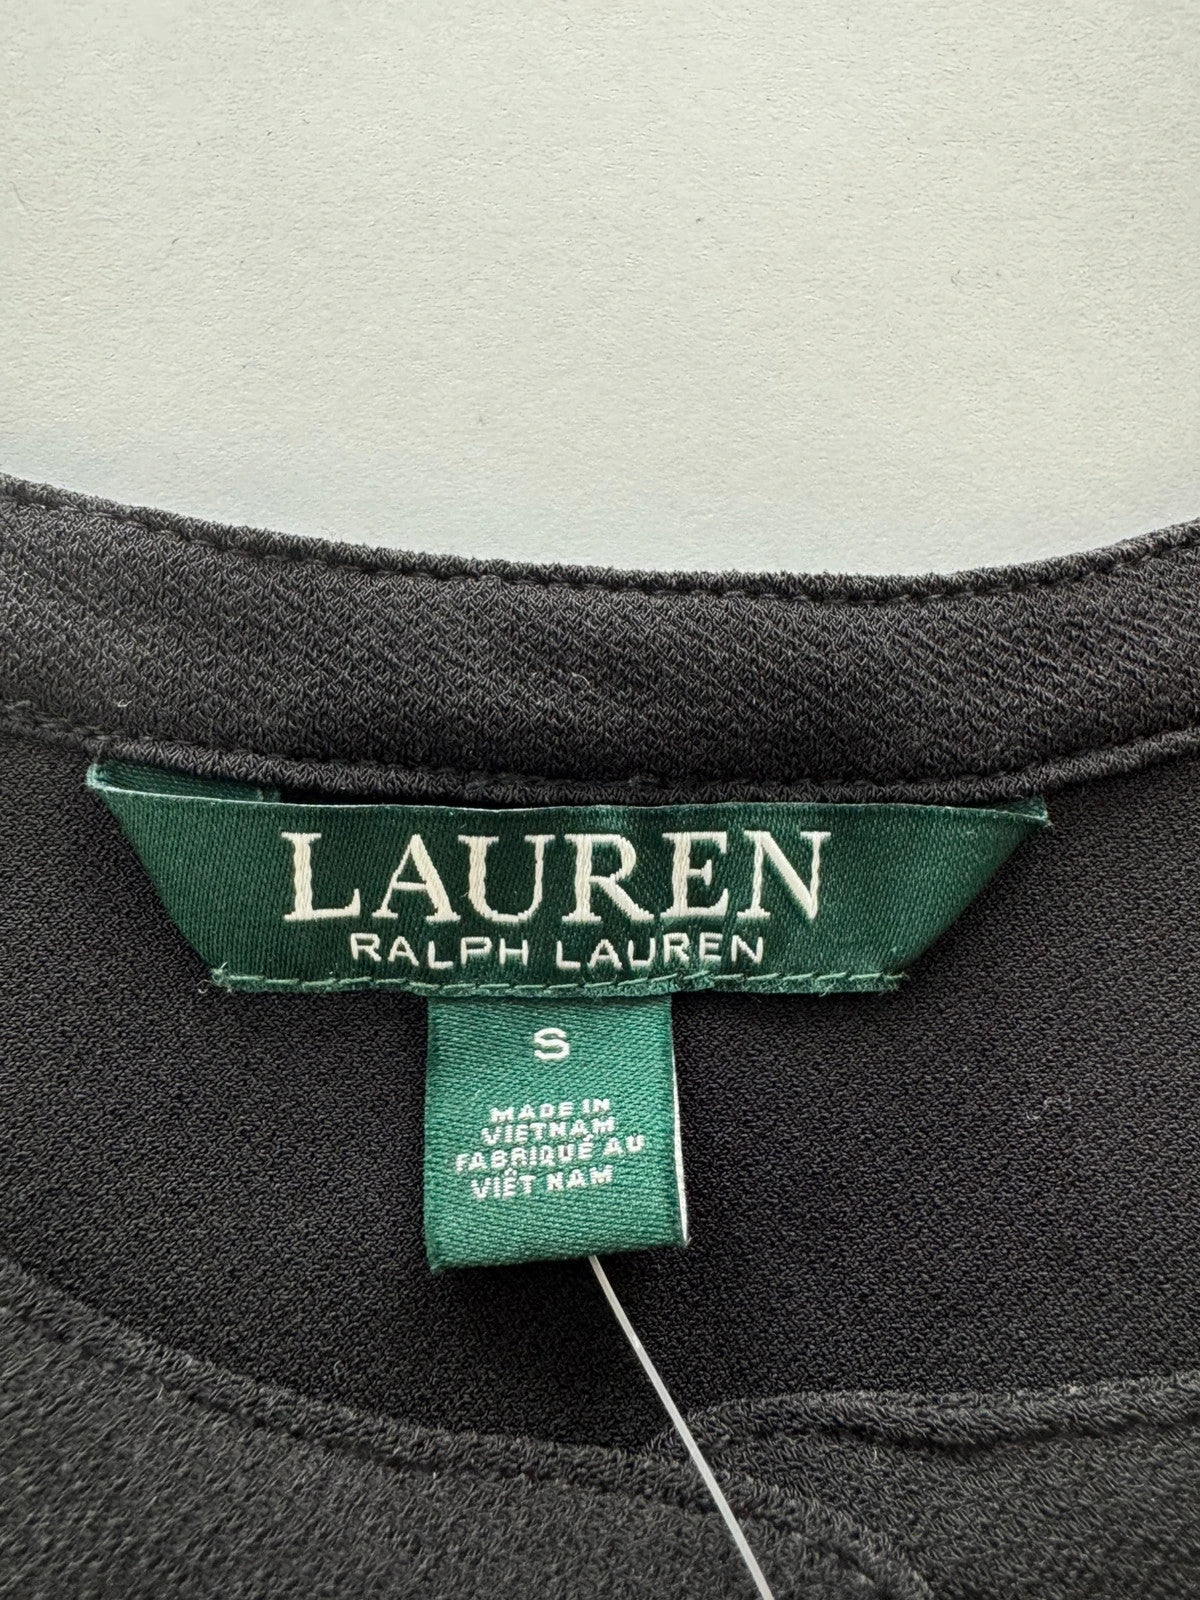 LAUREN
RALPH LAUREN
S
MADE IN
VIETNAM
FABRIQUÉ AU
VIÊT NAM